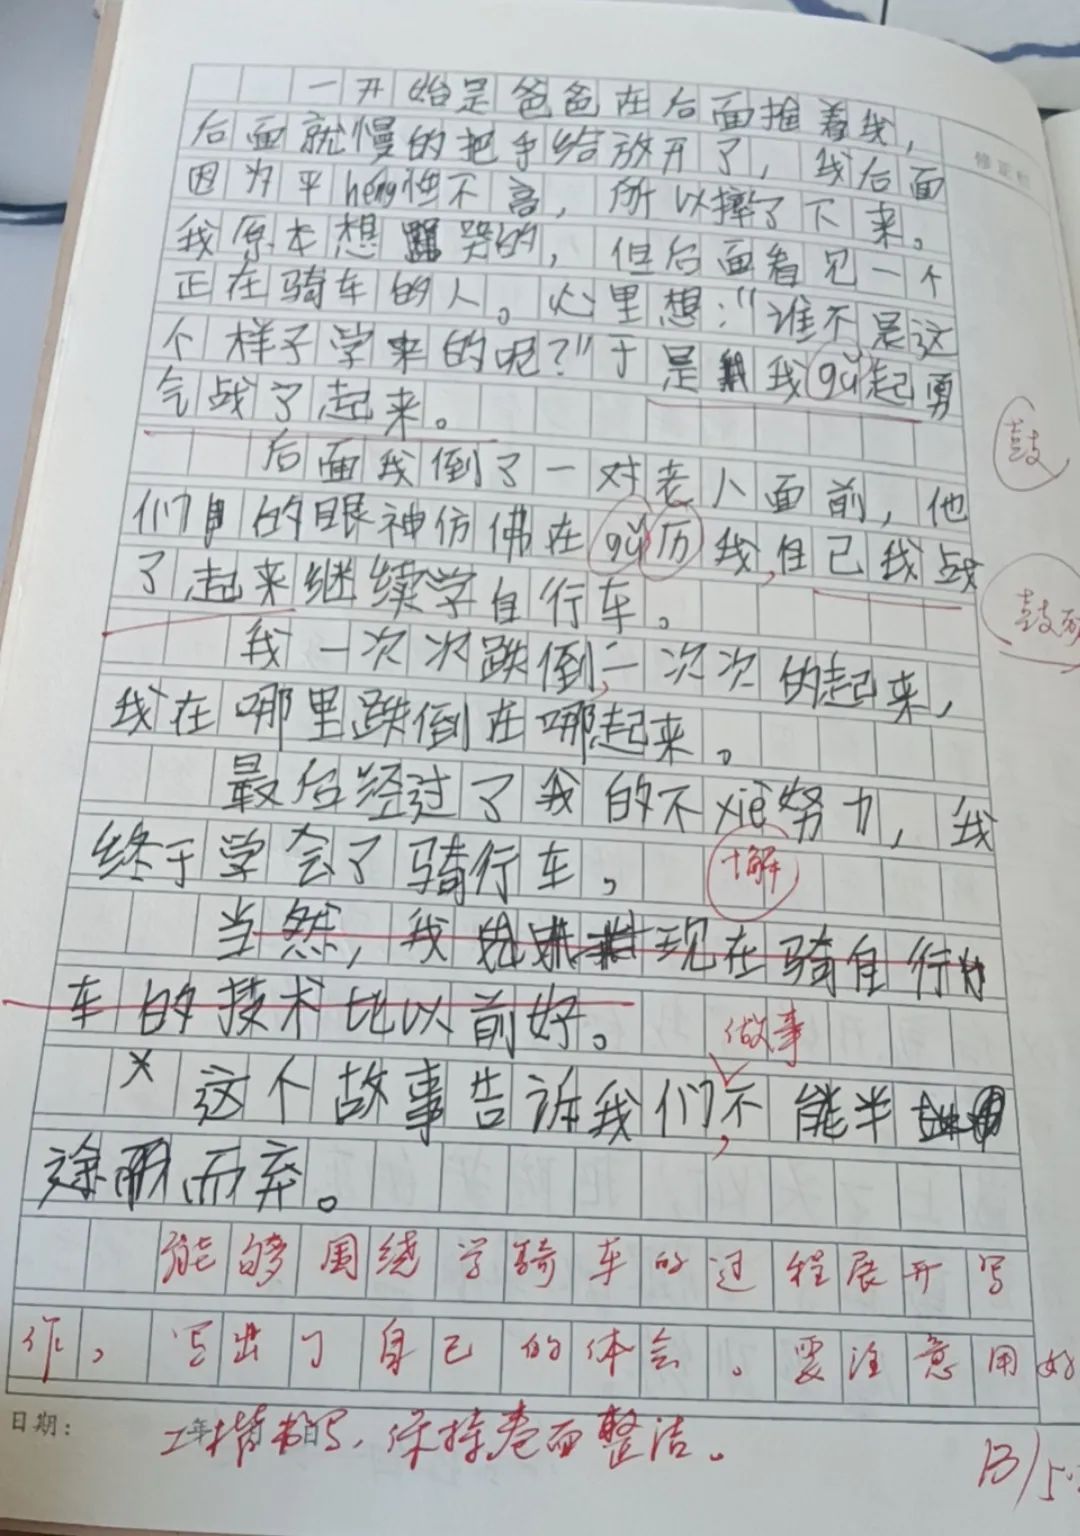 一开始是爸爸在后面推着我，
后面就慢的把手给放开了，我后面
因为平héng性不高，所以摔了下来。
我原本想哭的，但后面看见一个
正在骑车的人。心里想："谁不是这
个样子学来的呢？"于是我gǔ起勇
气战了起来。
鼓
后面我倒了一对老人面前，他
们的眼神仿佛在gǔ历我，自己我战
了起来继续学自行车。
鼓励
我一次次跌倒，一次次的起来，
我在哪里跌倒在哪起来。
最后经过了我的不xiè努力，我
终于学会了骑行车。
懈
当然，我现在骑自行
车的技术比以前好。
做事
这个故事告诉我们，不能半
途而弃。
能够围绕学骑车的过程展开写
作，写出了自己的体会。要注意用好
工楷书写，保持卷面整洁。
日期：
修正栏